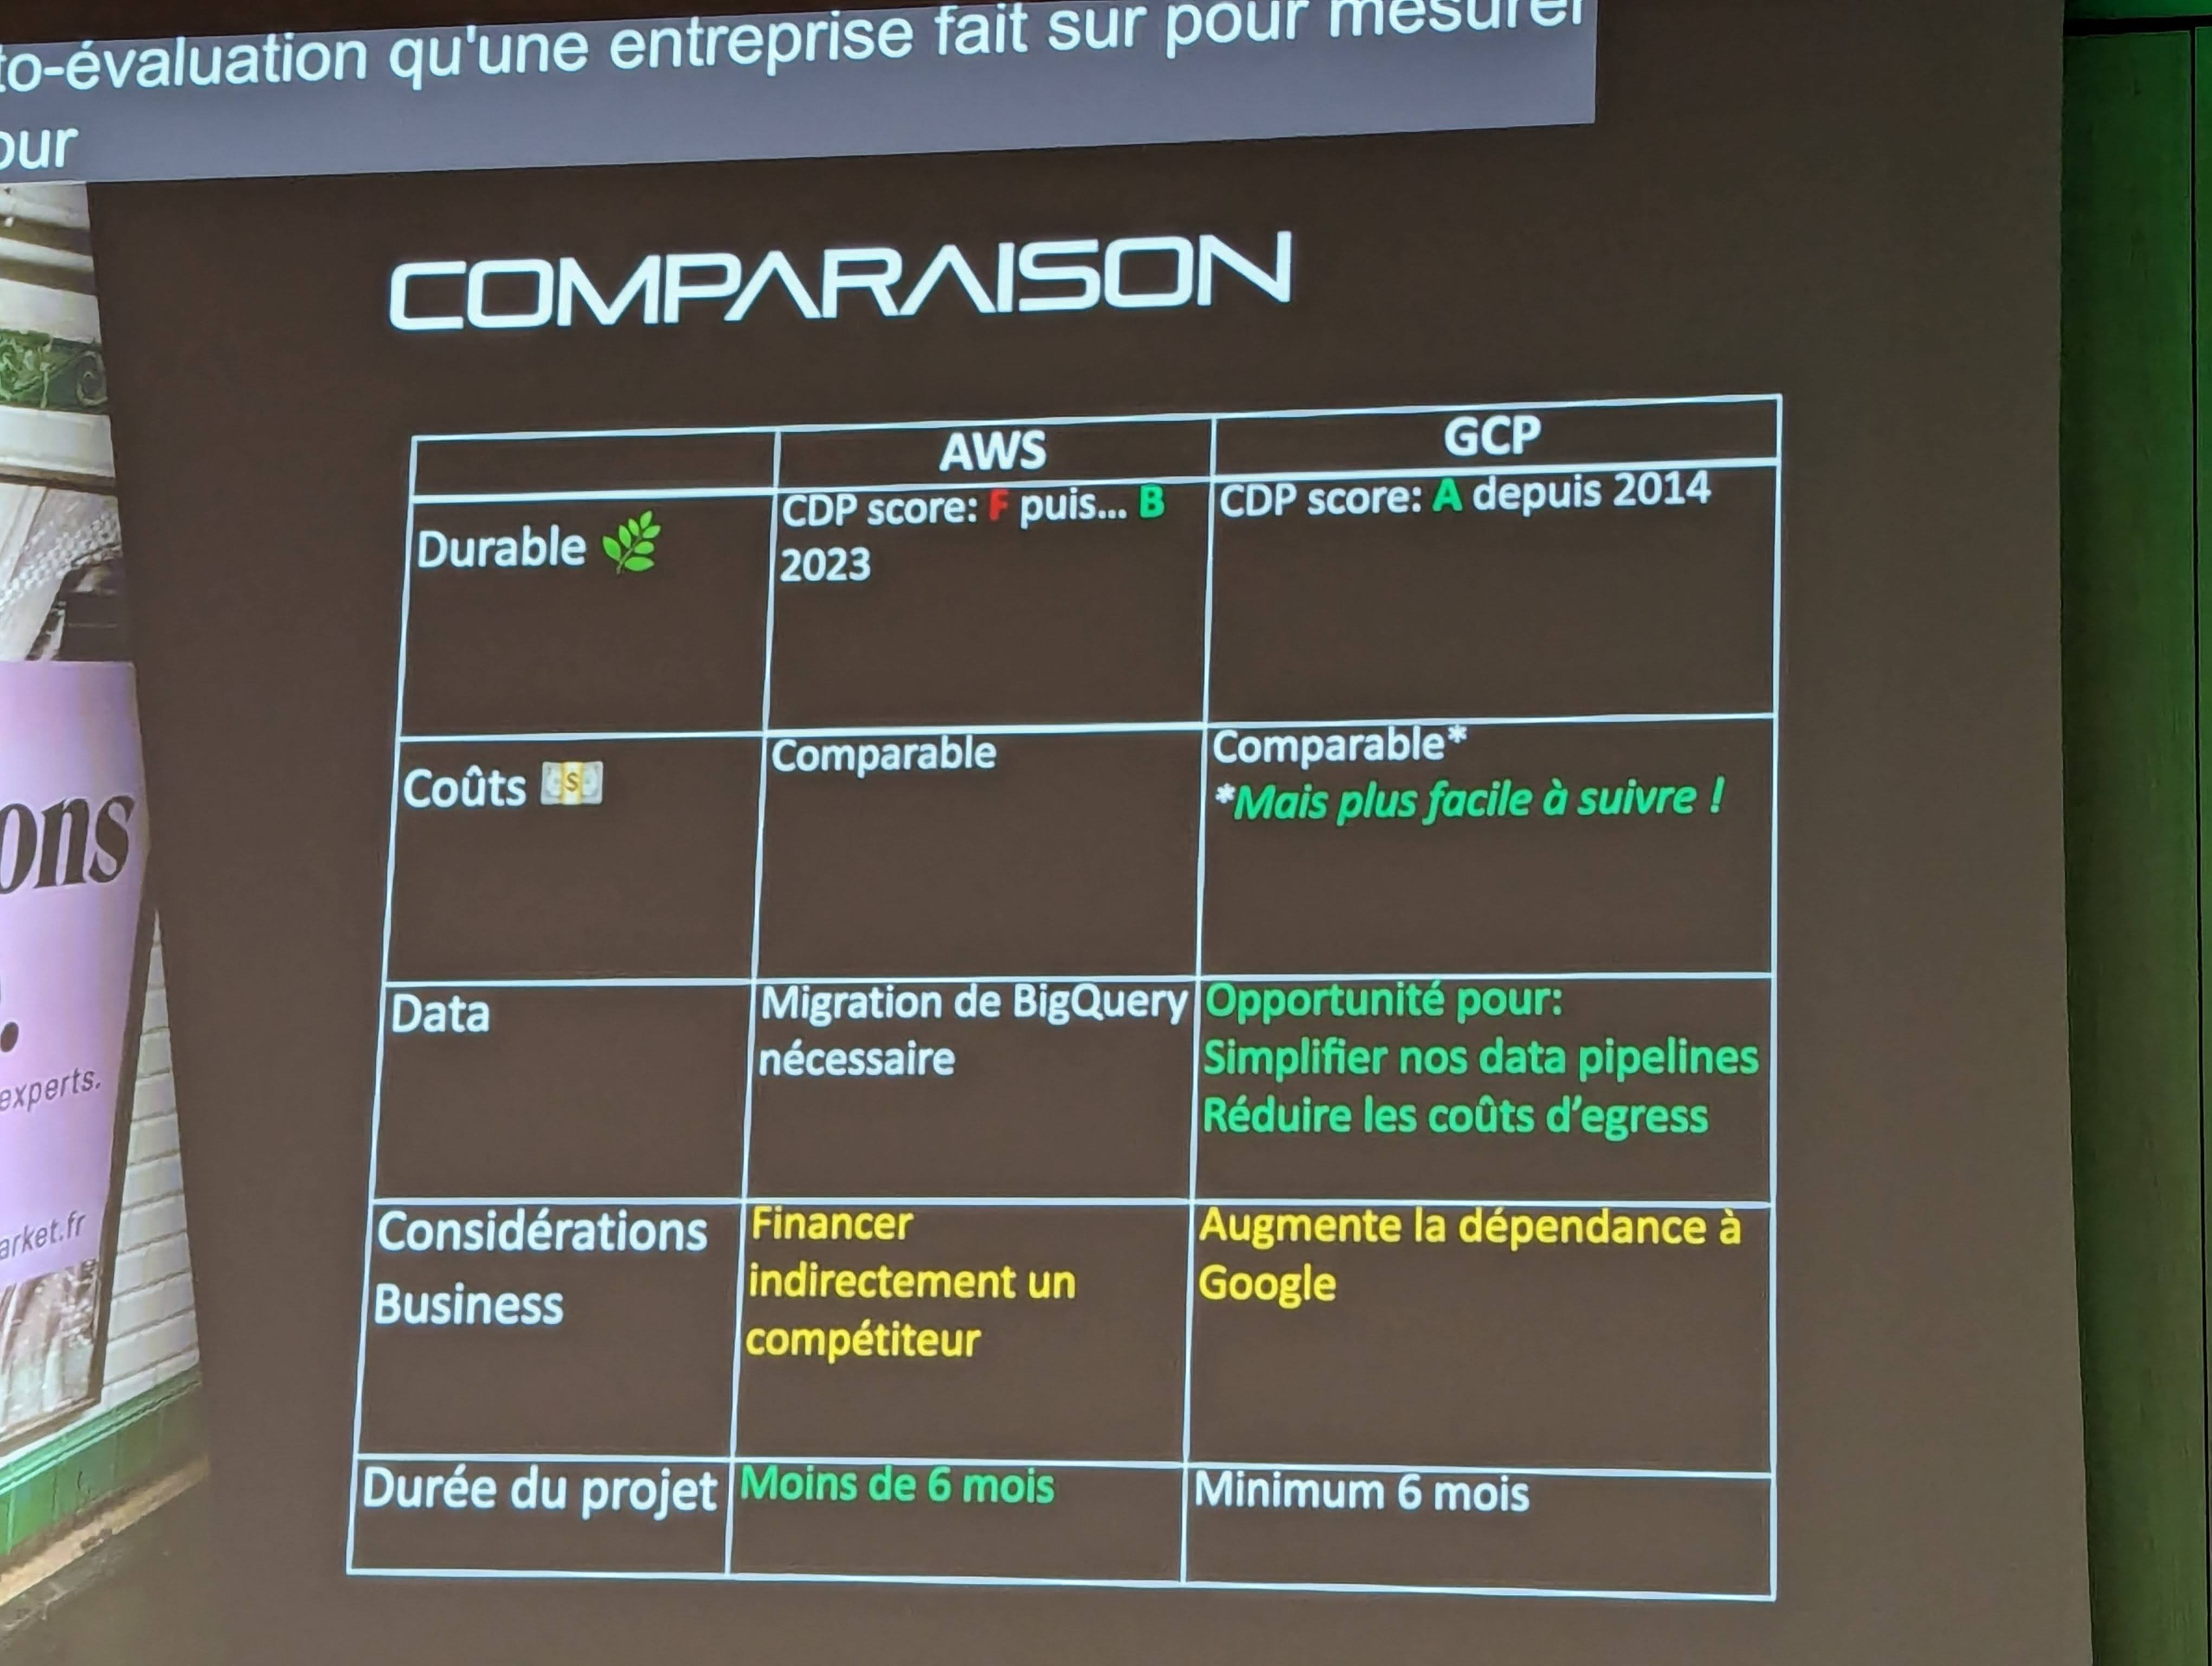 to-évaluation qu'une entreprise fait sur pour mesurer
our
COMPARAISON
AWS
GCP
Durable
CDP score: F puis... B
2023
CDP score: A depuis 2014
Coûts
Comparable
Comparable*
*Mais plus facile à suivre !
Data
Migration de BigQuery
nécessaire
Opportunité pour:
Simplifier nos data pipelines
Réduire les coûts d'egress
Considérations
Business
Financer
indirectement un
compétiteur
Augmente la dépendance à
Google
Durée du projet
Moins de 6 mois
Minimum 6 mois
ons
experts.
arket.fr